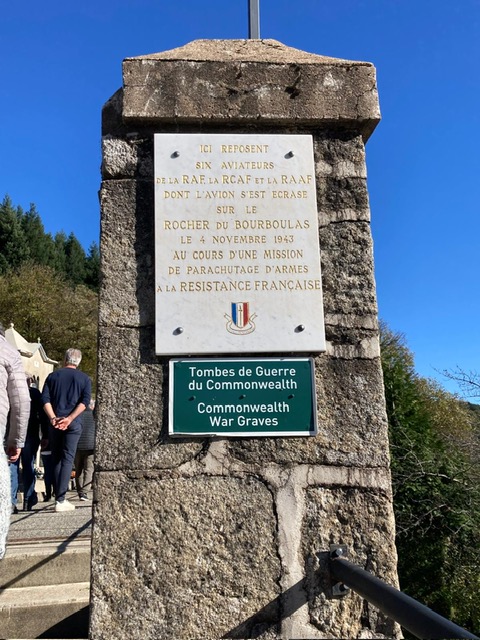 ICI REPOSENT
SIX AVIATEURS
DE LA RAF, LA RCAF ET LA RAAF
DONT L'AVION S'EST ECRASE
SUR LE
ROCHER DU BOURBOULAS
LE 4 NOVEMBRE 1943
AU COURS D'UNE MISSION
DE PARACHUTAGE D'ARMES
A LA RESISTANCE FRANÇAISE
Tombes de Guerre
du Commonwealth
Commonwealth
War Graves